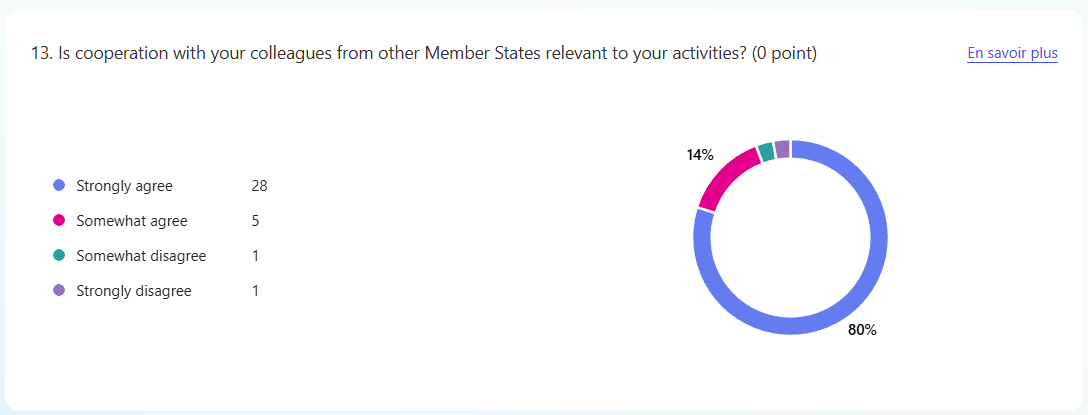 13. Is cooperation with your colleagues from other Member States relevant to your activities? (0 point)
En savoir plus
Strongly agree 28
Somewhat agree 5
Somewhat disagree 1
Strongly disagree 1
14%
80%